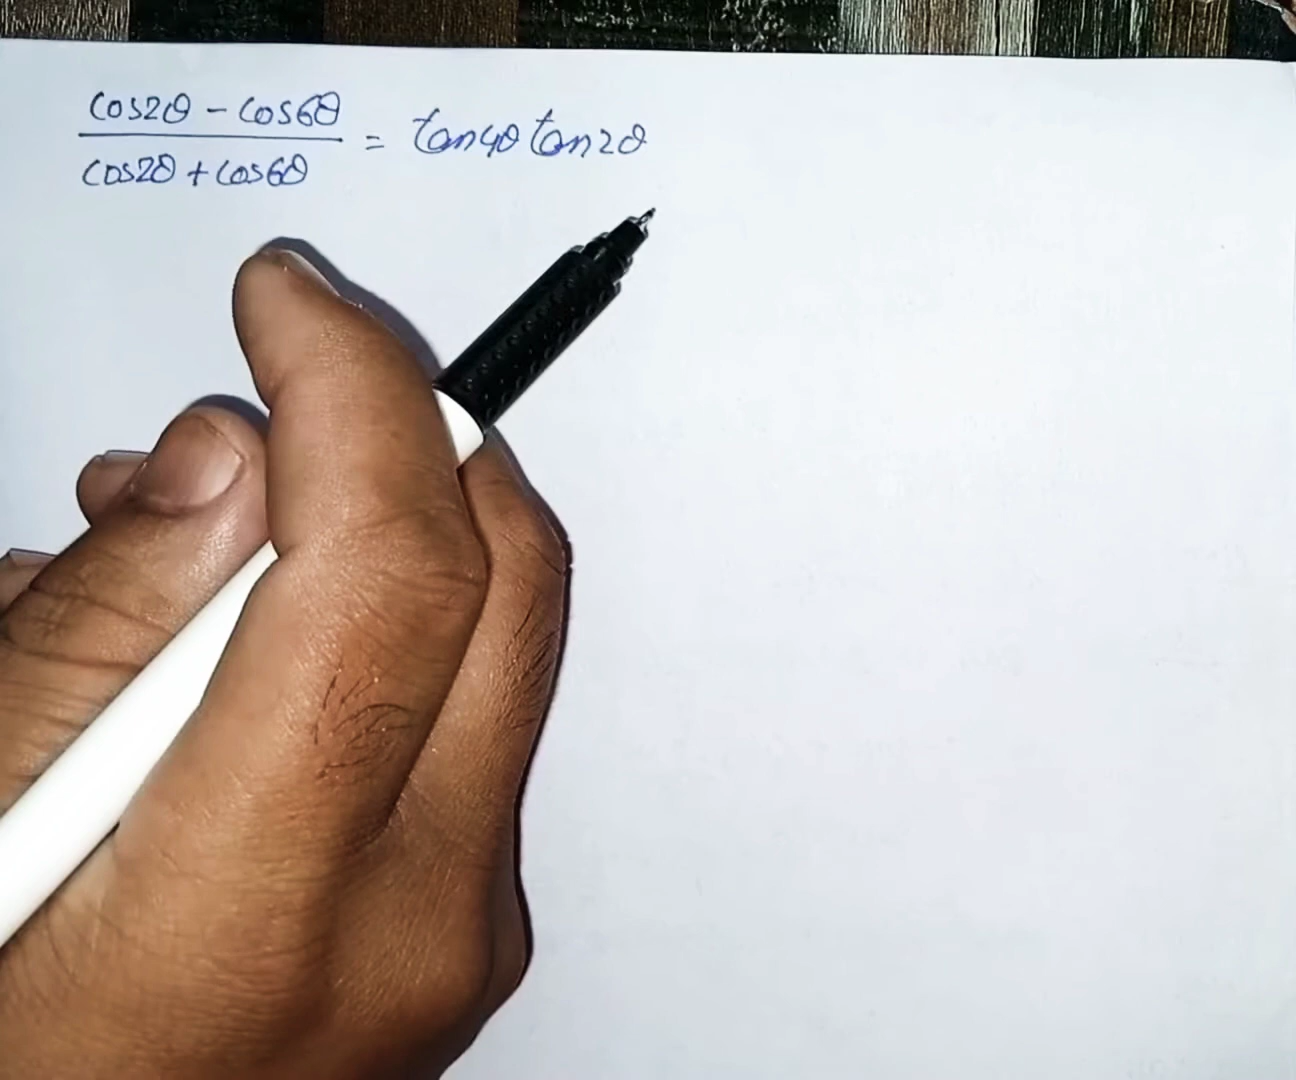 cos2θ - cos6θ / cos2θ + cos6θ = tan4θ tan2θ